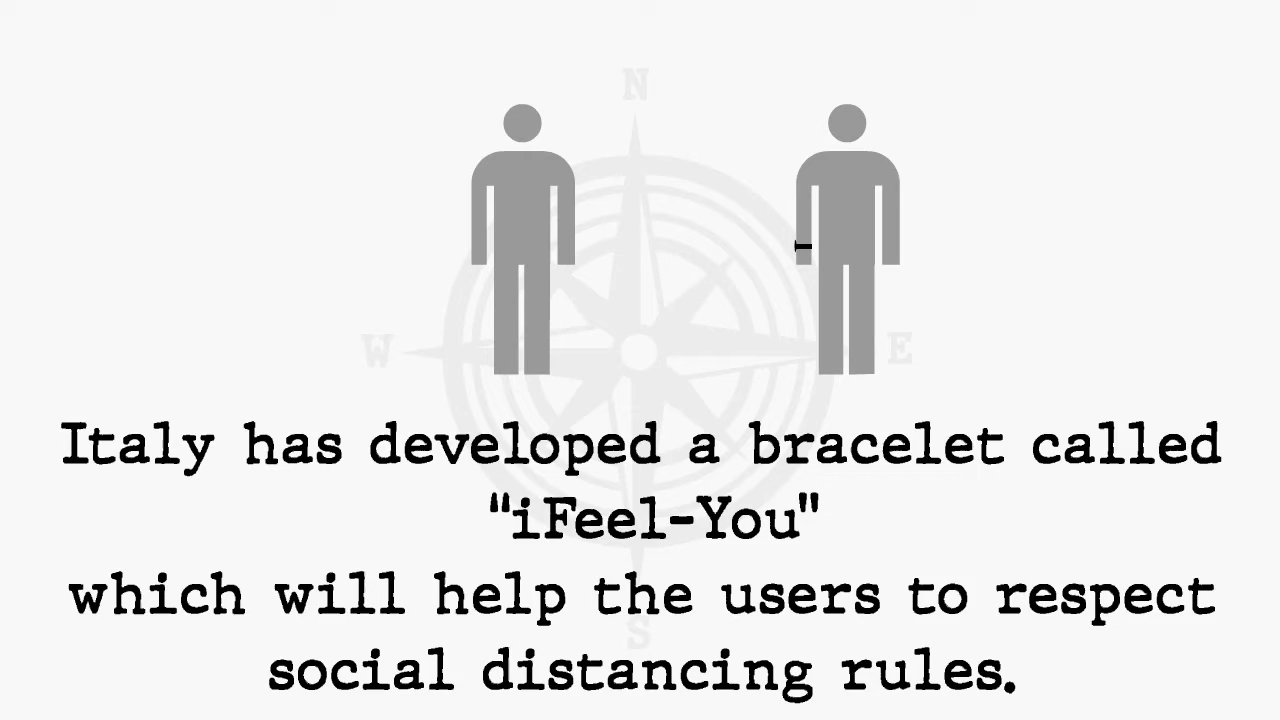 N
W
E
Italy has developed a bracelet called
"iFeel-You"
which will help the users to respect
S
social distancing rules.